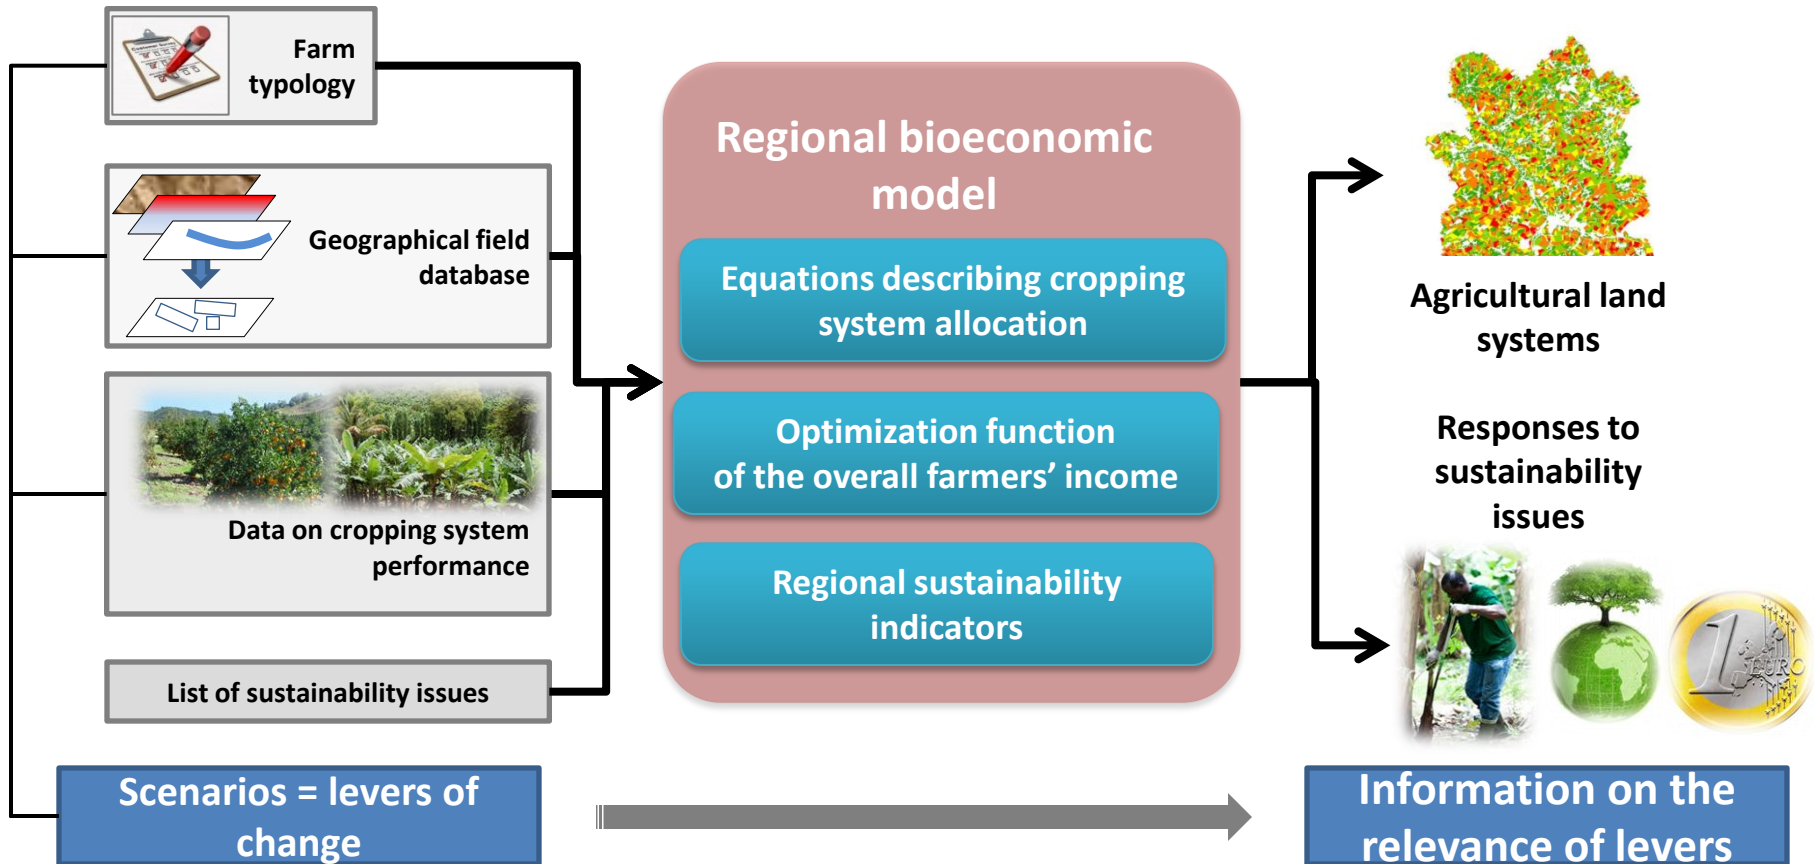 Farm
typology
Geographical field
database
Data on cropping system
performance
List of sustainability issues
Scenarios = levers of
change
Regional bioeconomic
model
Equations describing cropping
system allocation
Optimization function
of the overall farmers’ income
Regional sustainability
indicators
Agricultural land
systems
Responses to
sustainability
issues
1
EURO
Information on the
relevance of levers